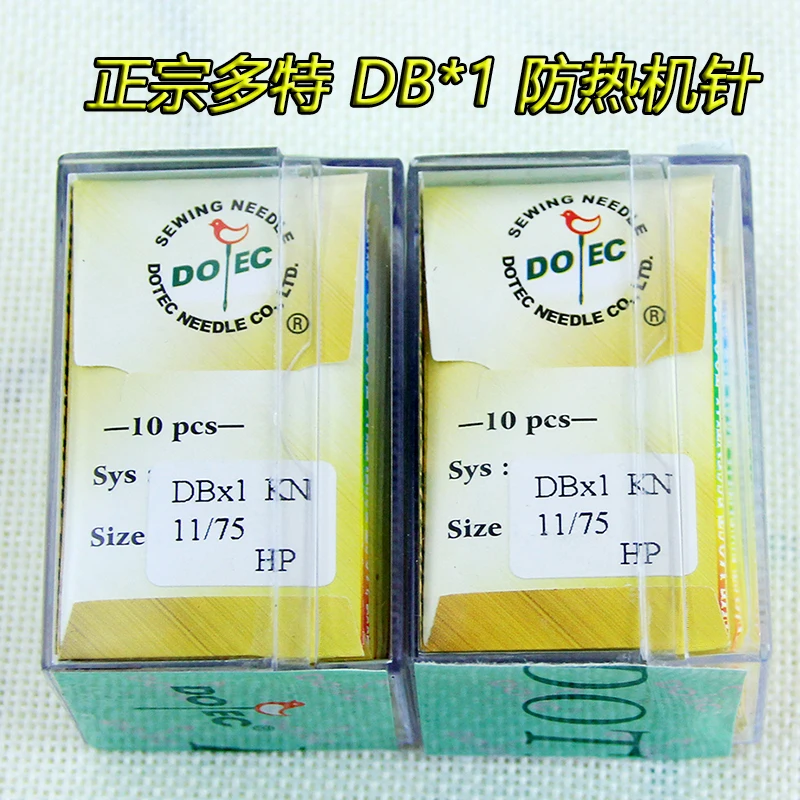 正宗多特 DB*1 防热机针
SEWING NEEDLE
DOTEC
DOTEC NEEDLE CO., LTD.
®
—10 pcs—
Sys :
DBx1 KN
Size
11/75
HP
SEWING NEEDLE
DOTEC
DOTEC NEEDLE CO., LTD.
®
—10 pcs—
Sys :
DBx1 KN
Size
11/75
HP
DOTEC®
DOT